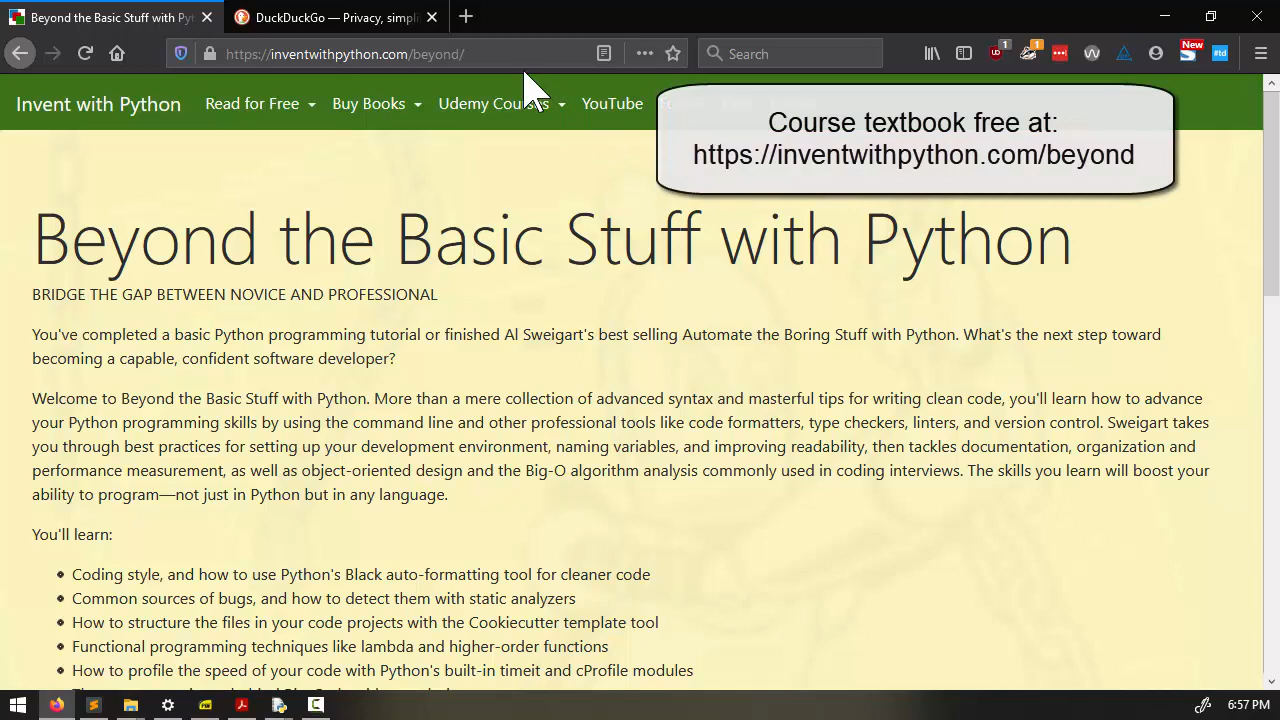 Beyond the Basic Stuff with Pyt
DuckDuckGo — Privacy, simpli
https://inventwithpython.com/beyond/
Search
1
1
New
#td
Invent with Python
Read for Free
Buy Books
Udemy Courses
YouTube
Course textbook free at:
https://inventwithpython.com/beyond
Beyond the Basic Stuff with Python
BRIDGE THE GAP BETWEEN NOVICE AND PROFESSIONAL
You've completed a basic Python programming tutorial or finished Al Sweigart's best selling Automate the Boring Stuff with Python. What's the next step toward
becoming a capable, confident software developer?
Welcome to Beyond the Basic Stuff with Python. More than a mere collection of advanced syntax and masterful tips for writing clean code, you'll learn how to advance
your Python programming skills by using the command line and other professional tools like code formatters, type checkers, linters, and version control. Sweigart takes
you through best practices for setting up your development environment, naming variables, and improving readability, then tackles documentation, organization and
performance measurement, as well as object-oriented design and the Big-O algorithm analysis commonly used in coding interviews. The skills you learn will boost your
ability to program—not just in Python but in any language.
You'll learn:
Coding style, and how to use Python's Black auto-formatting tool for cleaner code
Common sources of bugs, and how to detect them with static analyzers
How to structure the files in your code projects with the Cookiecutter template tool
Functional programming techniques like lambda and higher-order functions
How to profile the speed of your code with Python's built-in timeit and cProfile modules
6:57 PM